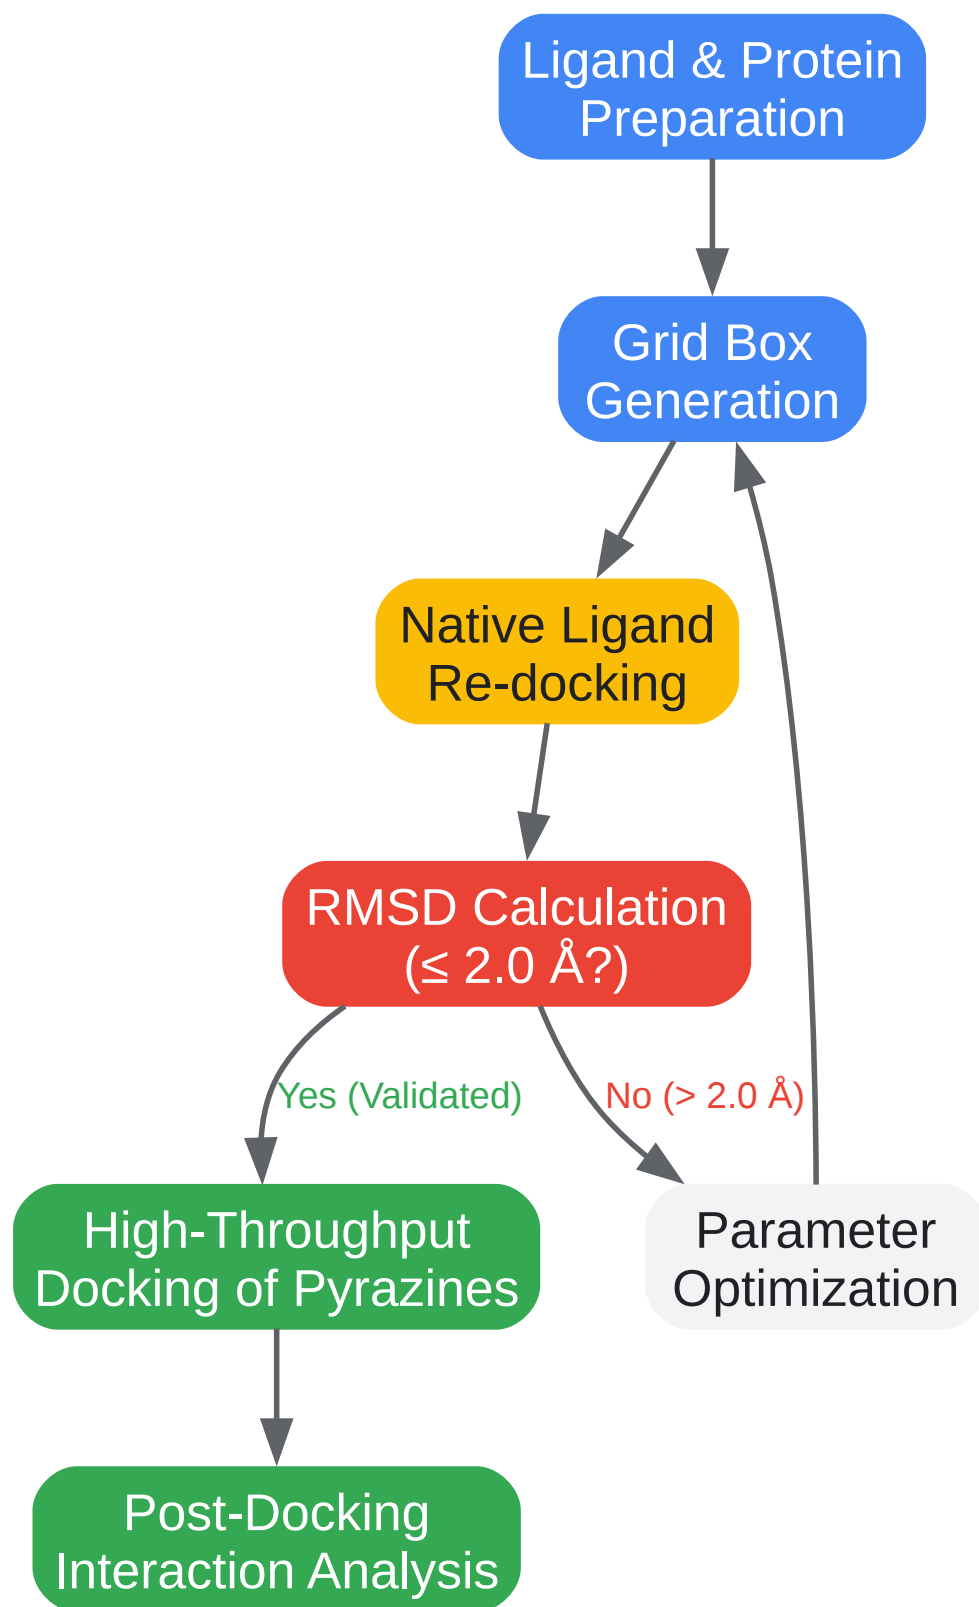 Ligand & Protein
Preparation
Grid Box
Generation
Native Ligand
Re-docking
RMSD Calculation
(≤ 2.0 Å?)
Yes (Validated)
No (> 2.0 Å)
High-Throughput
Docking of Pyrazines
Parameter
Optimization
Post-Docking
Interaction Analysis